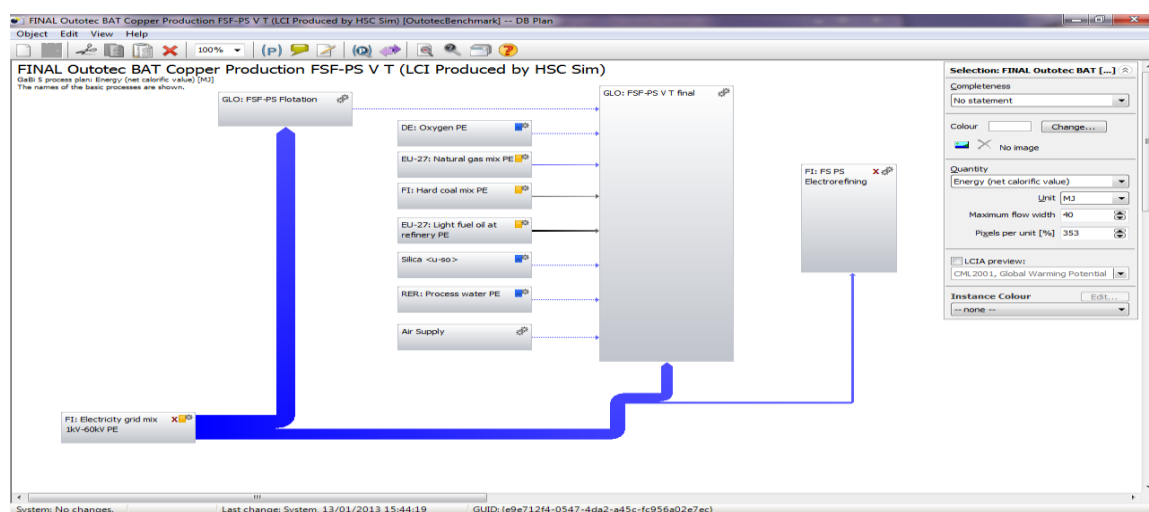 FINAL Outotec BAT Copper Production FSF-PS V T (LCI Produced by HSC Sim) [OutotecBenchmark] -- DB Plan
Object Edit View Help
100%
FINAL Outotec BAT Copper Production FSF-PS V T (LCI Produced by HSC Sim)
GaBi 5 process plan: Energy (net calorific value) [MJ]
The names of the basic processes are shown.
GLO: FSF-PS Flotation
GLO: FSF-PS V T final
DE: Oxygen PE
EU-27: Natural gas mix PE
FI: Hard coal mix PE
EU-27: Light fuel oil at
refinery PE
Silica <u-so>
RER: Process water PE
Air Supply
FI: FS PS
Electrorefining
FI: Electricity grid mix
1kV-60kV PE
Selection: FINAL Outotec BAT [...]
Completeness
No statement
Colour Change...
No image
Quantity
Energy (net calorific value)
Unit MJ
Maximum flow width 40
Pixels per unit [%] 353
LCIA preview:
CML2001, Global Warming Potential
Instance Colour Edit...
-- none --
System: No changes. Last change: System, 13/01/2013 15:44:19 GUID: {e9e712f4-0547-4da2-a45c-fc956a02e7ec}